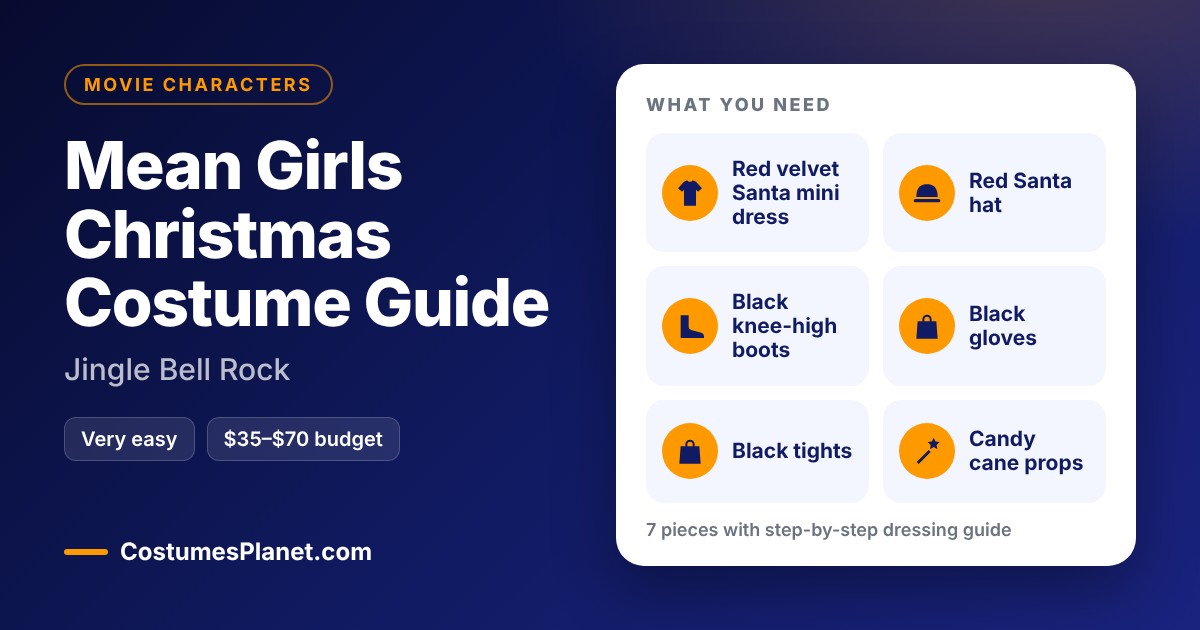 MOVIE CHARACTERS
Mean Girls
Christmas
Costume Guide
Jingle Bell Rock
Very easy
$35–$70 budget
CostumesPlanet.com
WHAT YOU NEED
Red velvet
Santa mini
dress
Red Santa
hat
Black
knee-high
boots
Black
gloves
Black tights
Candy
cane props
7 pieces with step-by-step dressing guide